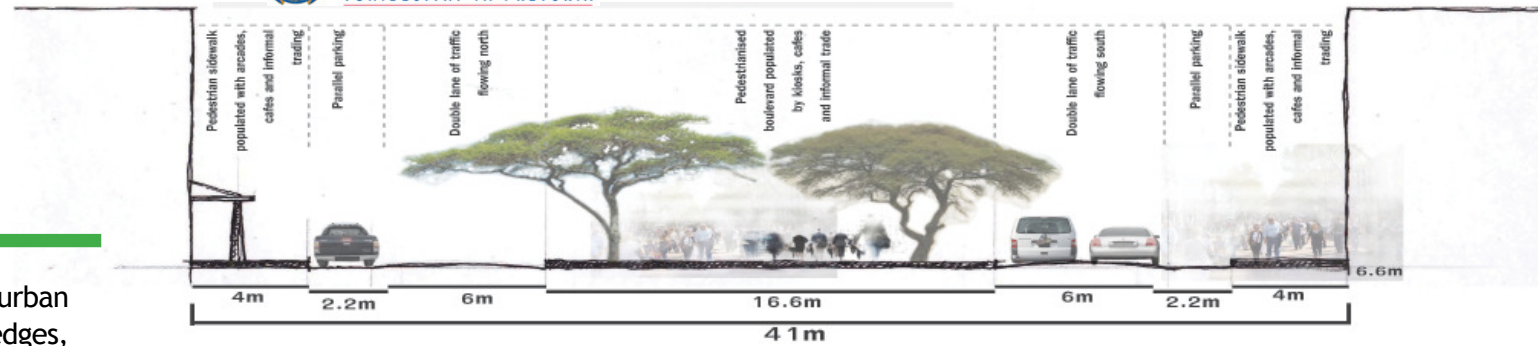 Pedestrian sidewalk
populated with arcades,
cafes and informal
trading
Parallel parking
Double lane of traffic
flowing north
Pedestrianised
boulevard populated
by kiosks, cafes
and informal trade
Double lane of traffic
flowing south
Parallel parking
Pedestrian sidewalk
populated with arcades,
cafes and informal
trading
urban
edges,
6.6m
4m
2.2m
6m
16.6m
6m
2.2m
4m
41m